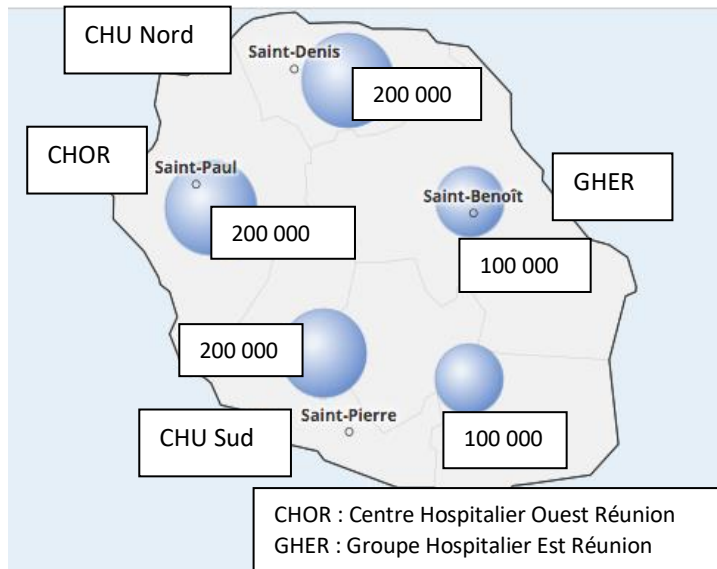 CHU Nord
Saint-Denis
200 000
CHOR
Saint-Paul
GHER
Saint-Benoît
200 000
100 000
200 000
Saint-Pierre
CHU Sud
100 000
CHOR : Centre Hospitalier Ouest Réunion
GHER : Groupe Hospitalier Est Réunion